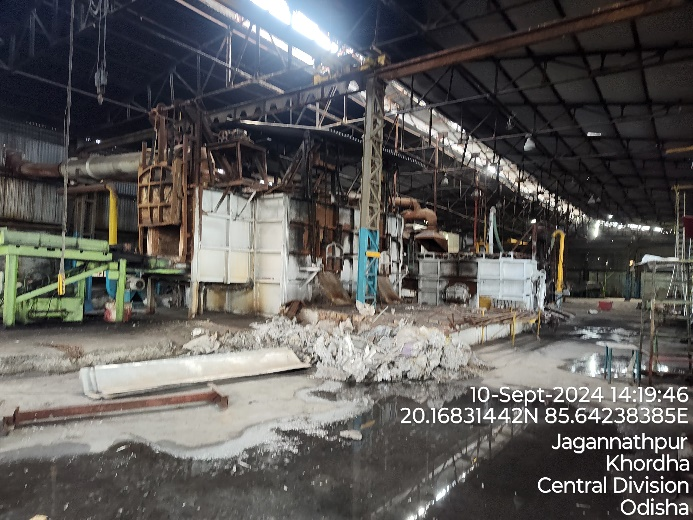 10-Sept-2024 14:19:46
20.16831442N 85.64238385E
Jagannathpur
Khordha
Central Division
Odisha